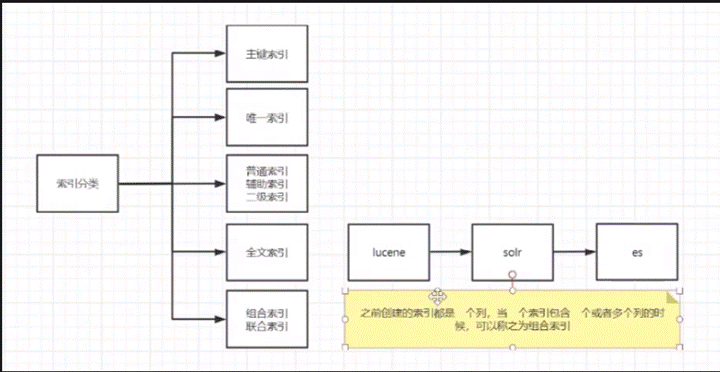 主键索引
唯一索引
索引分类
普通索引
辅助索引
二级索引
全文索引
lucene
solr
es
组合索引
联合索引
之前创建的索引都是 个列，当 个索引包含 个或者多个列的时
候，可以称之为组合索引